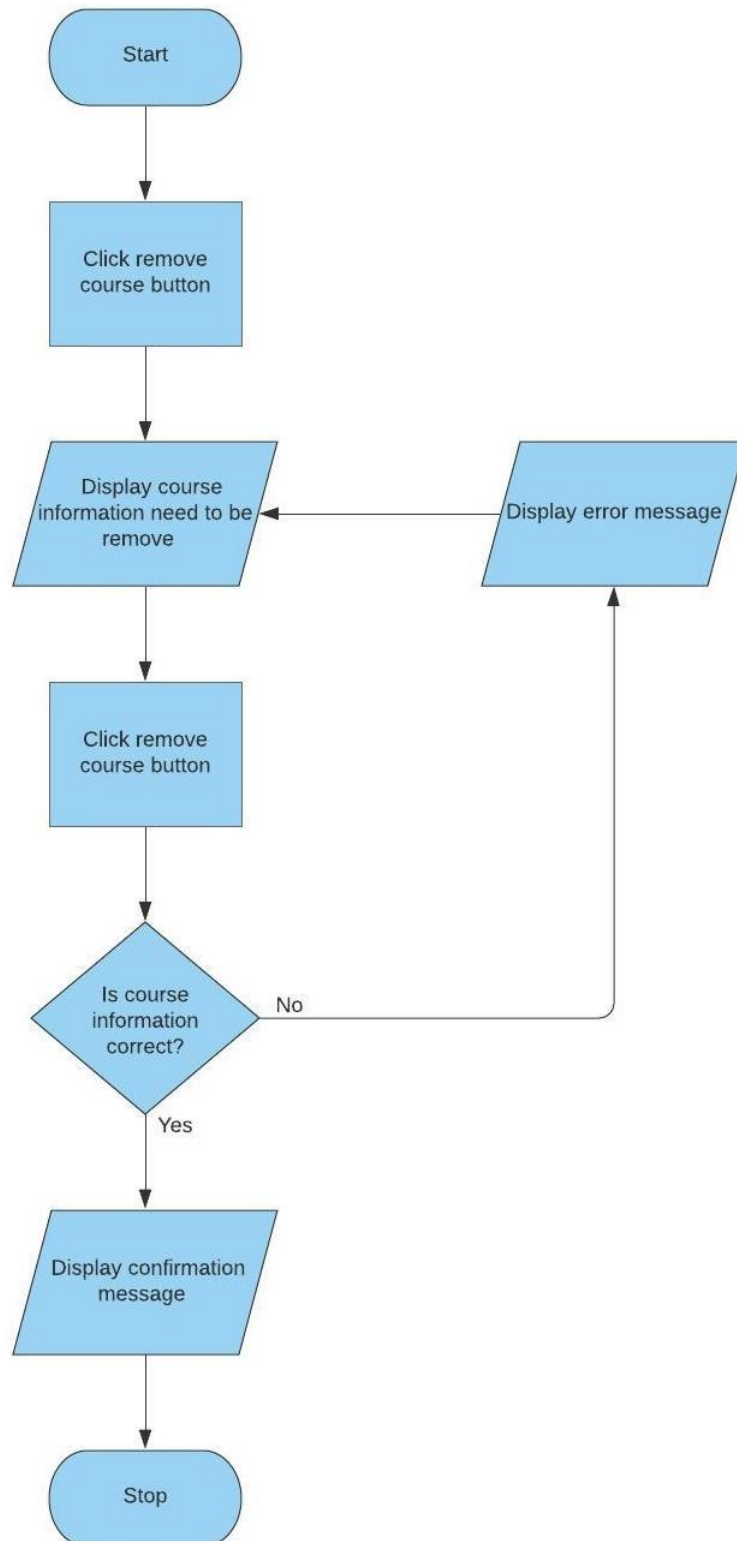 Start
Click remove
course button
Display course
information need to be
remove
Display error message
Click remove
course button
Is course
information
correct?
No
Yes
Display confirmation
message
Stop